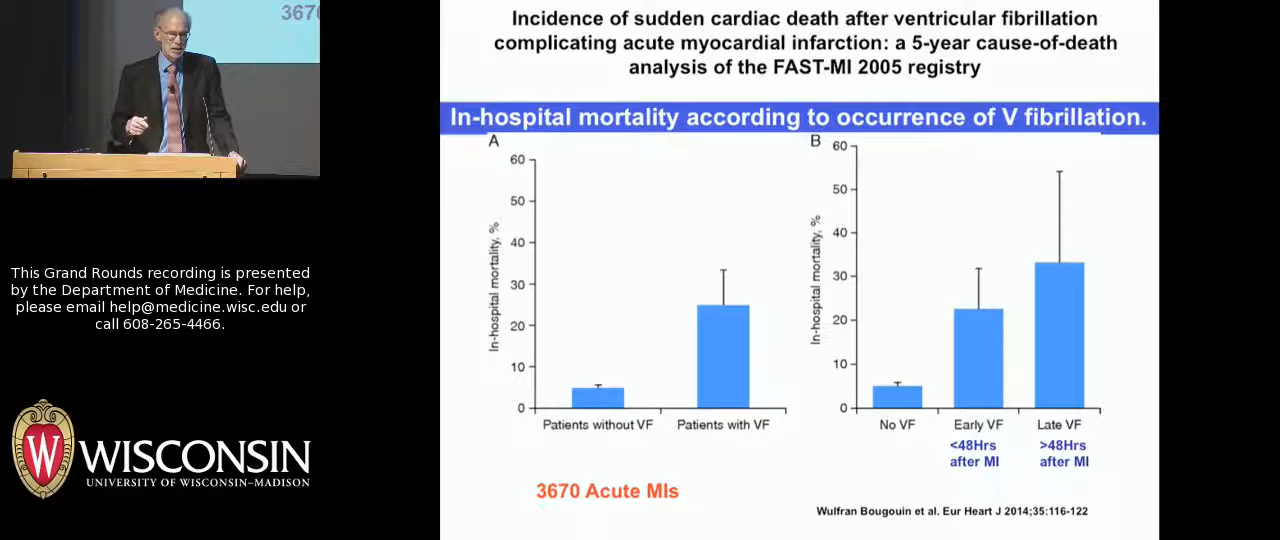 3670
This Grand Rounds recording is presented
by the Department of Medicine. For help,
please email help@medicine.wisc.edu or
call 608-265-4466.
W
WISCONSIN
UNIVERSITY OF WISCONSIN–MADISON
Incidence of sudden cardiac death after ventricular fibrillation
complicating acute myocardial infarction: a 5-year cause-of-death
analysis of the FAST-MI 2005 registry
In-hospital mortality according to occurrence of V fibrillation.
A
In-hospital mortality, %
60
50
40
30
20
10
0
Patients without VF Patients with VF
B
In-hospital mortality, %
60
50
40
30
20
10
0
No VF Early VF Late VF
<48Hrs >48Hrs
after MI after MI
3670 Acute MIs
Wulfran Bougouin et al. Eur Heart J 2014;35:116-122